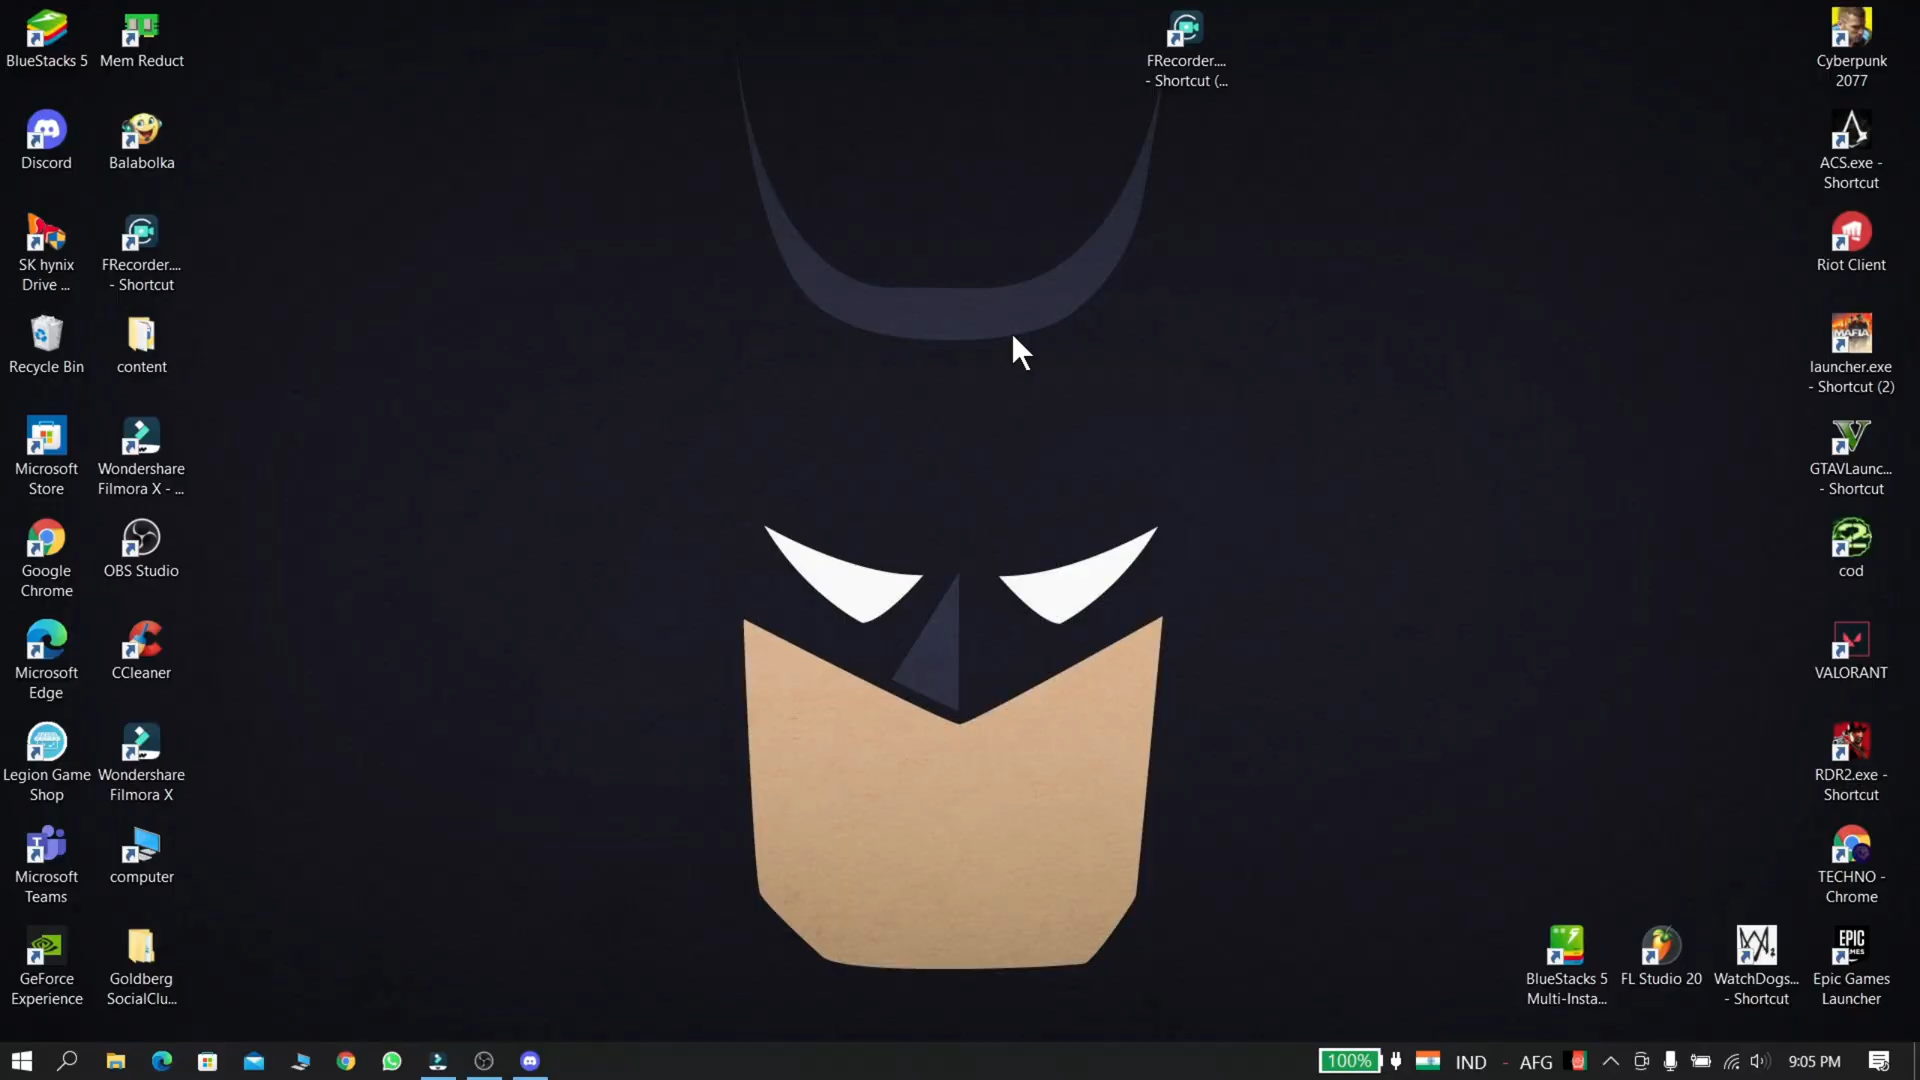 BlueStacks 5
Mem Reduct
FRecorder....
- Shortcut (...
Cyberpunk
2077
Discord
Balabolka
ACS.exe -
Shortcut
SK hynix
Drive ...
FRecorder....
- Shortcut
Riot Client
Recycle Bin
content
MAFIA
launcher.exe
- Shortcut (2)
Microsoft
Store
Wondershare
Filmora X - ...
GTAVLaunc...
- Shortcut
Google
Chrome
OBS Studio
cod
Microsoft
Edge
CCleaner
VALORANT
Legion Game
Shop
Wondershare
Filmora X
RDR2.exe -
Shortcut
Microsoft
Teams
computer
TECHNO -
Chrome
GeForce
Experience
Goldberg
SocialClu...
BlueStacks 5
Multi-Insta...
FL Studio 20
WatchDogs...
- Shortcut
EPIC
GAMES
Epic Games
Launcher
100%
IND
-
AFG
9:05 PM